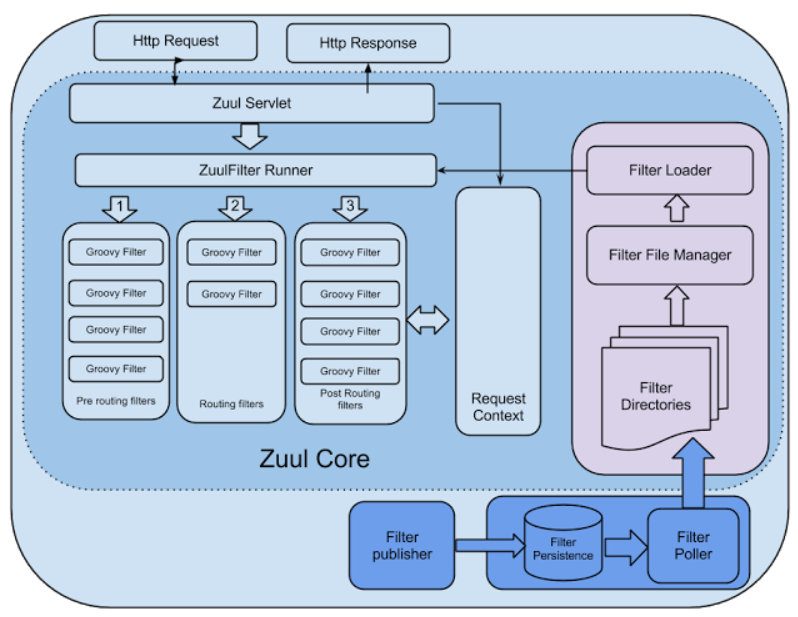 Http Request
Http Response
Zuul Servlet
ZuulFilter Runner
Filter Loader
1
2
3
Groovy Filter
Groovy Filter
Groovy Filter
Groovy Filter
Pre routing filters
Groovy Filter
Groovy Filter
Routing filters
Groovy Filter
Groovy Filter
Groovy Filter
Groovy Filter
Post Routing
filters
Request
Context
Filter File Manager
Filter
Directories
Zuul Core
Filter
publisher
Filter
Persistence
Filter
Poller